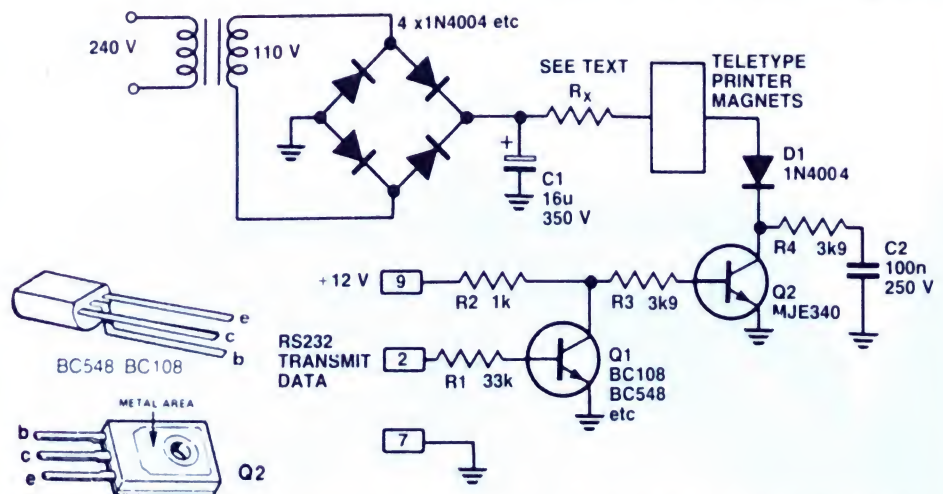 240 V
110 V
4 x1N4004 etc
SEE TEXT
Rx
TELETYPE
PRINTER
MAGNETS
D1
1N4004
+
C1
16u
350 V
R4 3k9
C2
100n
250 V
+12 V
9
R2 1k
R3 3k9
Q2
MJE340
RS232
TRANSMIT
DATA
2
R1 33k
Q1
BC108
BC548
etc
7
e
c
b
BC548 BC108
METAL AREA
b
c
e
Q2